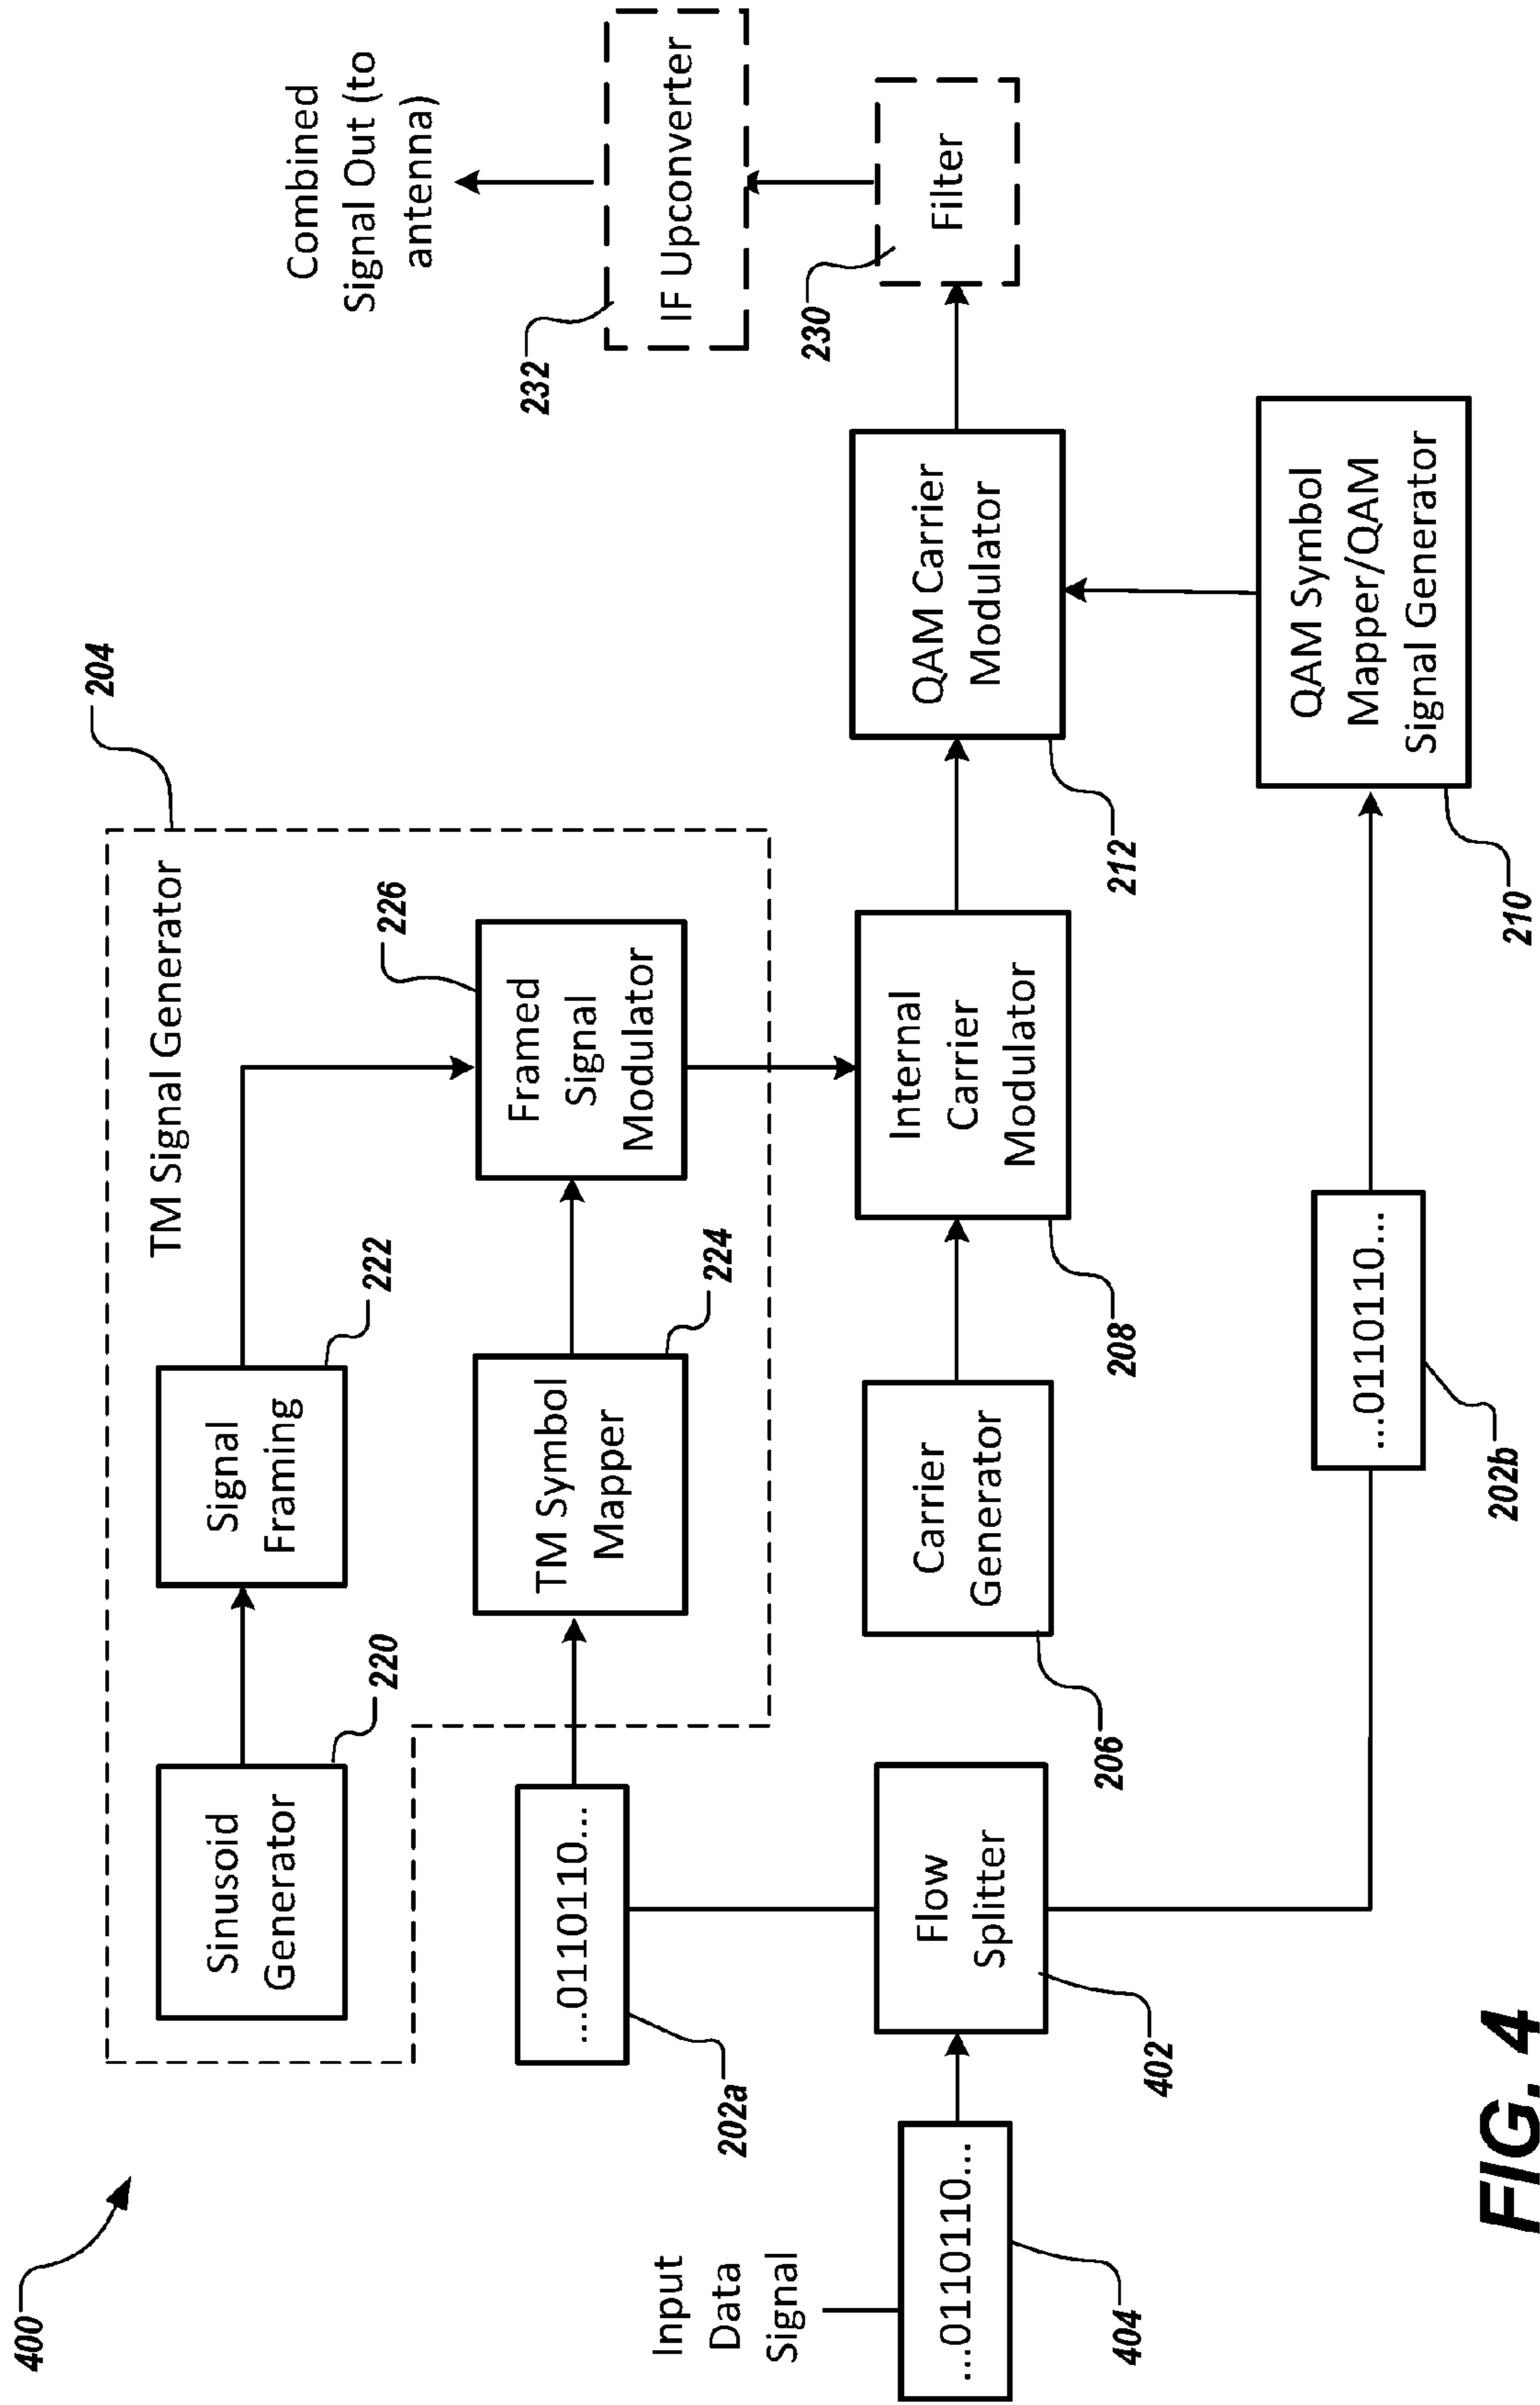 400
204
TM Signal Generator
Sinusoid
Generator
220
Signal
Framing
222
226
Framed
Signal
Modulator
TM Symbol
Mapper
224
...0110110...
202a
Input
Data
Signal
...0110110...
404
Flow
Splitter
402
Carrier
Generator
206
Internal
Carrier
Modulator
208
QAM Carrier
Modulator
212
Filter
230
IF Upconverter
232
Combined
Signal Out (to
antenna)
...0110110...
202b
QAM Symbol
Mapper/QAM
Signal Generator
210
FIG. 4